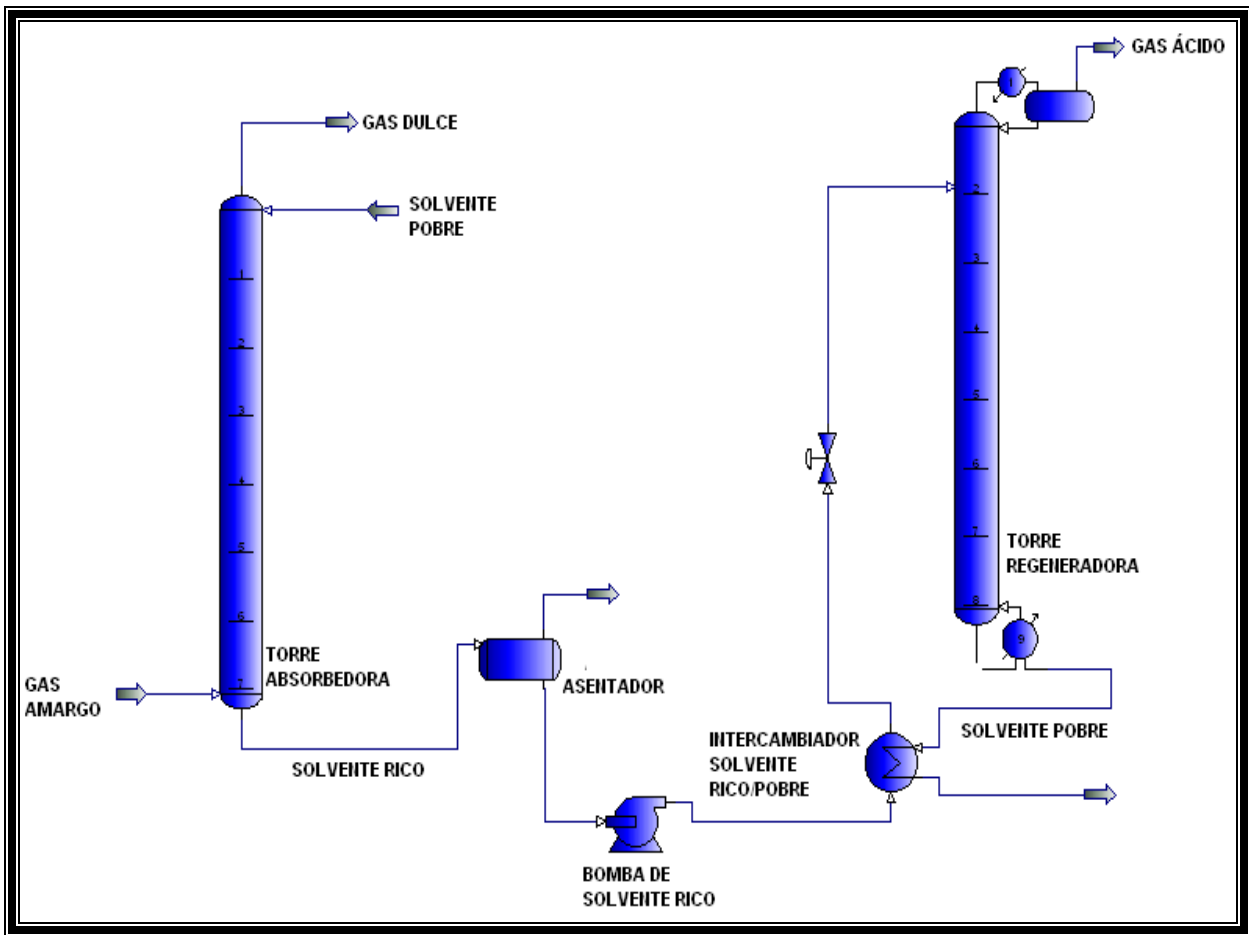 GAS ÁCIDO
GAS DULCE
SOLVENTE
POBRE
1
2
3
4
5
6
7
TORRE
ABSORBEDORA
GAS
AMARGO
SOLVENTE RICO
ASENTADOR
BOMBA DE
SOLVENTE RICO
INTERCAMBIADOR
SOLVENTE
RICO/POBRE
1
2
3
4
5
6
7
8
9
TORRE
REGENERADORA
SOLVENTE POBRE